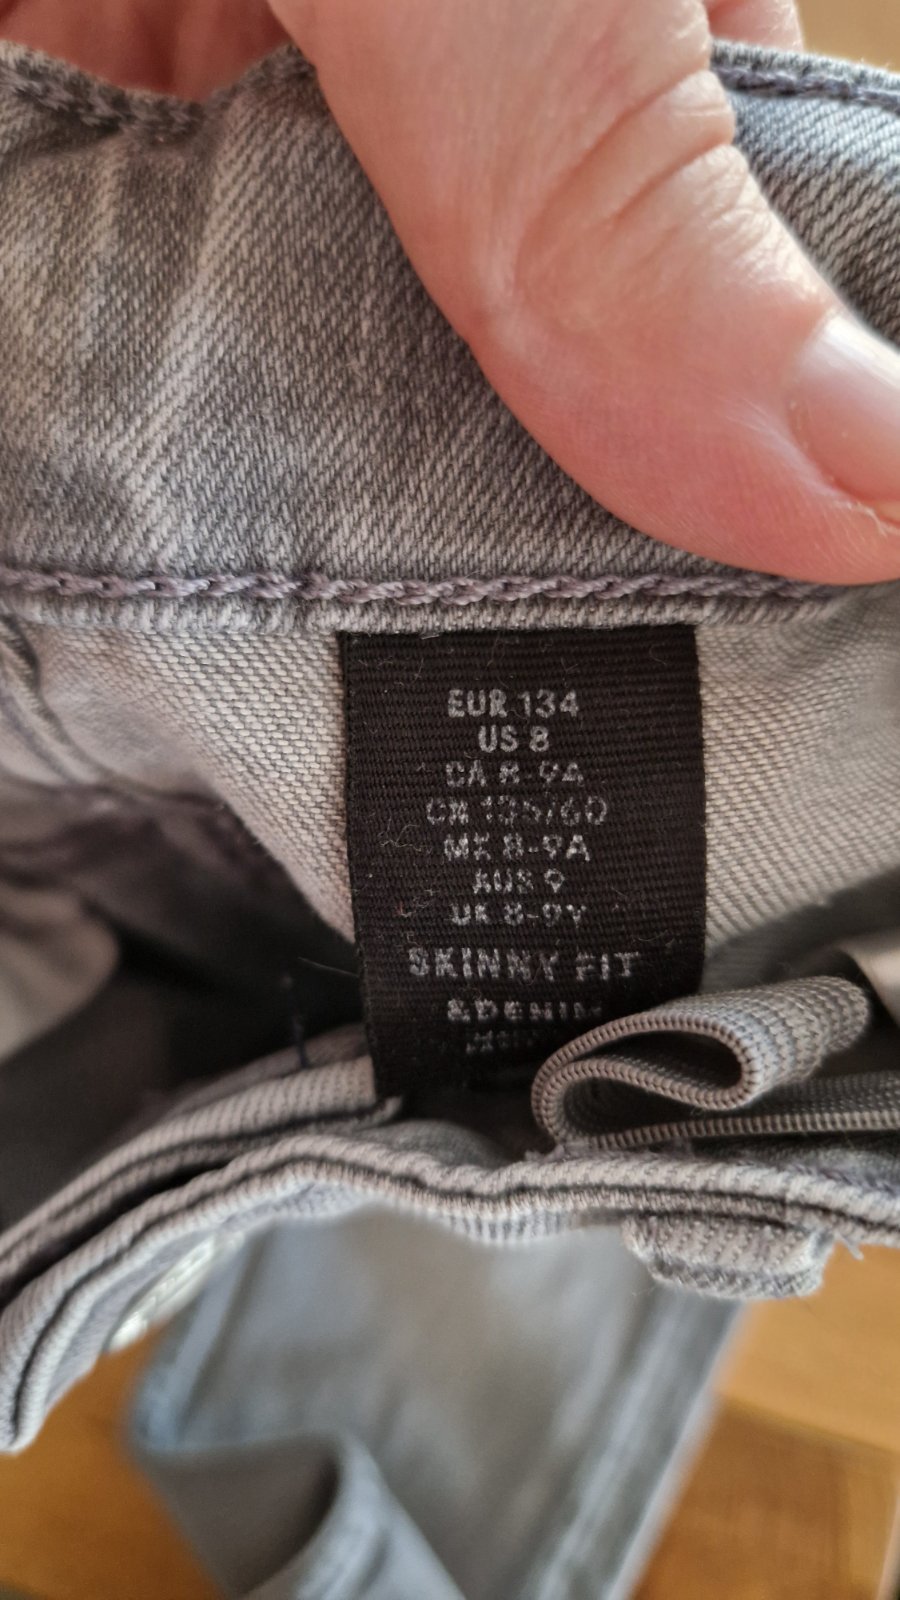 EUR 134
US 8
CA 8-9A
CN 135/60
MX 8-9A
AUS 9
UK 8-9Y
SKINNY FIT
&DENIM